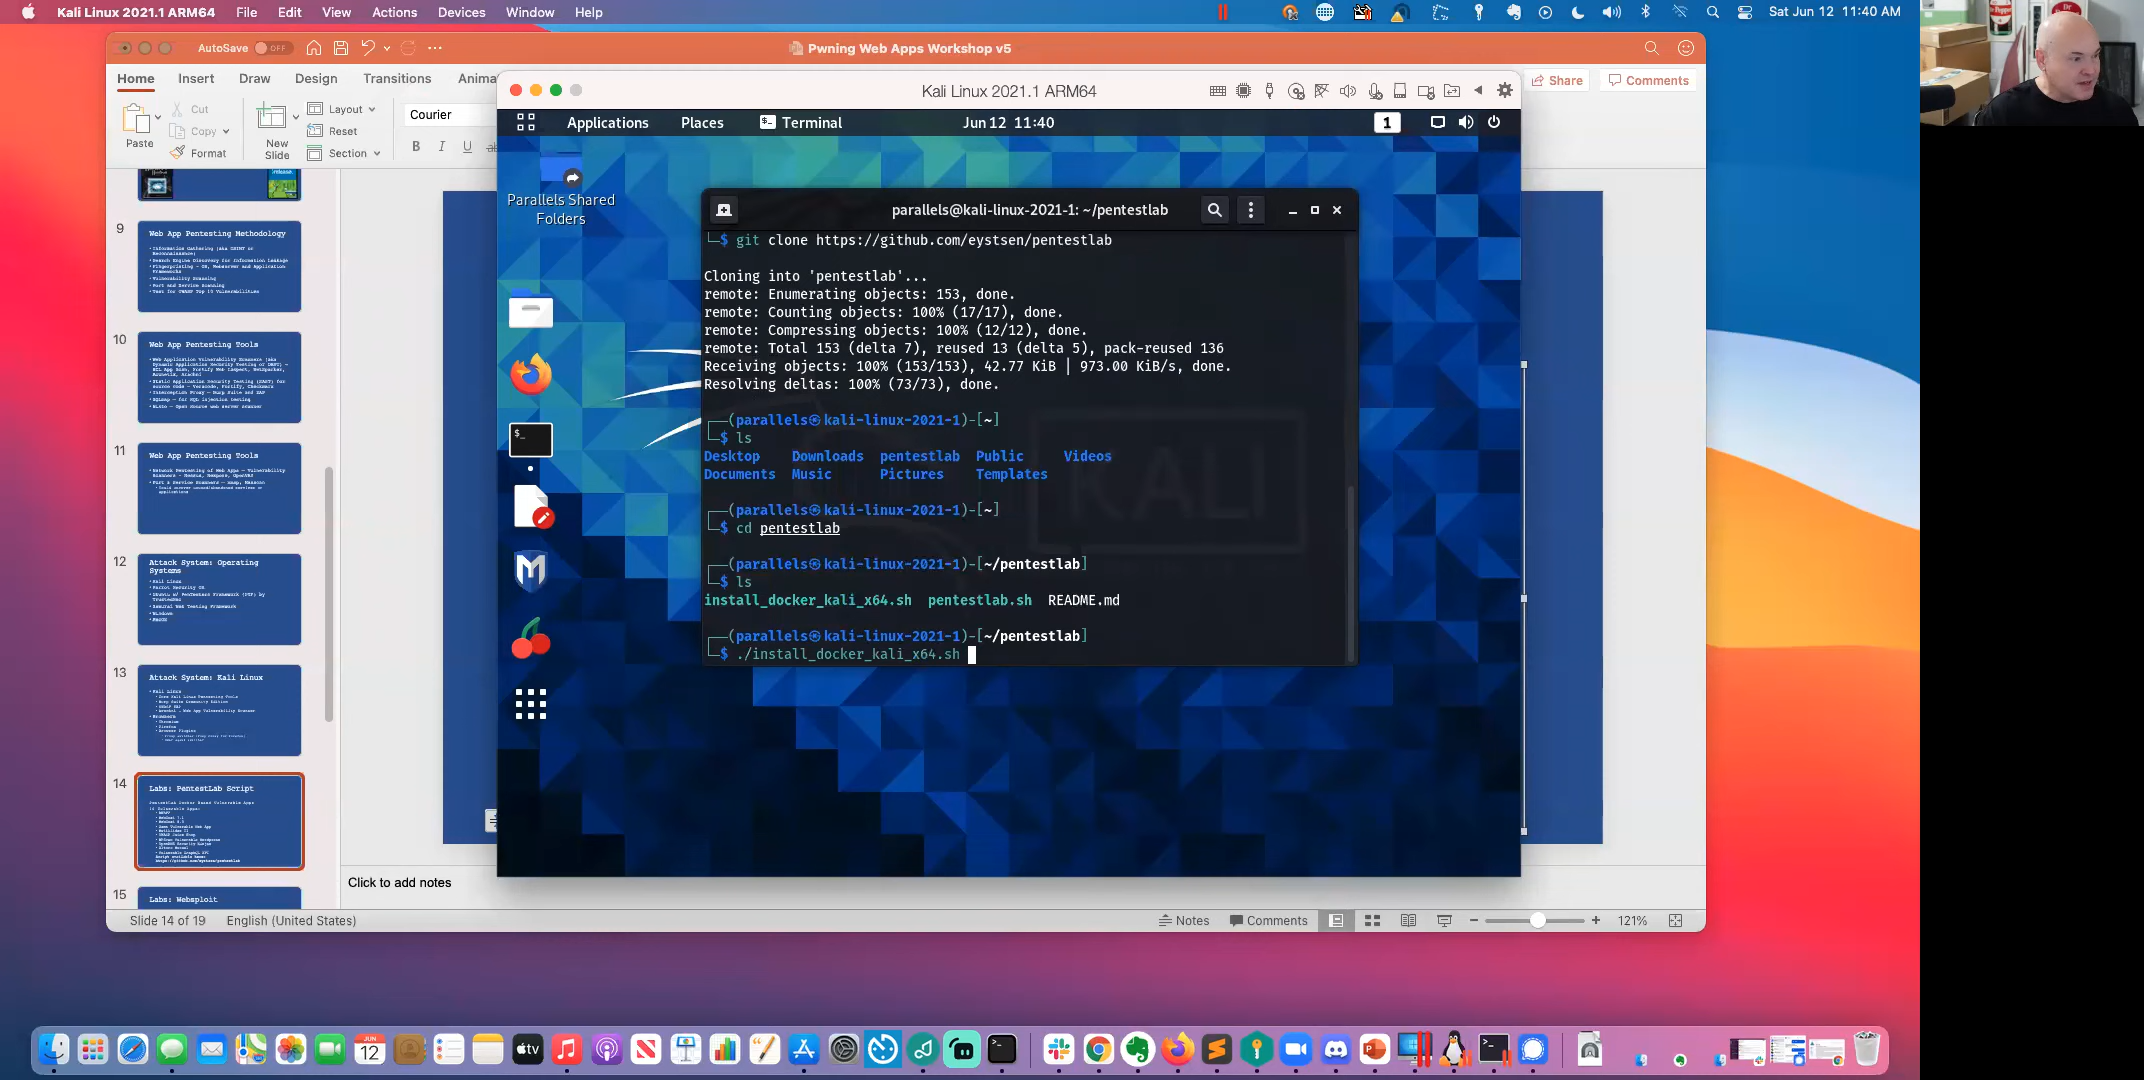 Kali Linux 2021.1 ARM64 File Edit View Actions Devices Window Help
Sat Jun 12 11:40 AM
AutoSave OFF
Pwning Web Apps Workshop v5
Home Insert Draw Design Transitions Anima
Share Comments
Paste
Cut
Copy
Format
New
Slide
Layout
Reset
Section
Courier
B I U ab
9
Web App Pentesting Methodology
10
Web App Pentesting Tools
11
Web App Pentesting Tools
12
Attack System: Operating
Systems
13
Attack System: Kali Linux
14
Labs: PentestLab Script
15
Labs: Websploit
Kali Linux 2021.1 ARM64
Applications Places Terminal
Jun 12 11:40
1
Parallels Shared
Folders
parallels@kali-linux-2021-1: ~/pentestlab
└─$ git clone https://github.com/eystsen/pentestlab
Cloning into 'pentestlab'...
remote: Enumerating objects: 153, done.
remote: Counting objects: 100% (17/17), done.
remote: Compressing objects: 100% (12/12), done.
remote: Total 153 (delta 7), reused 13 (delta 5), pack-reused 136
Receiving objects: 100% (153/153), 42.77 KiB | 973.00 KiB/s, done.
Resolving deltas: 100% (73/73), done.
┌──(parallels㉿kali-linux-2021-1)-[~]
└─$ ls
Desktop Downloads pentestlab Public Videos
Documents Music Pictures Templates
┌──(parallels㉿kali-linux-2021-1)-[~]
└─$ cd pentestlab
┌──(parallels㉿kali-linux-2021-1)-[~/pentestlab]
└─$ ls
install_docker_kali_x64.sh pentestlab.sh README.md
┌──(parallels㉿kali-linux-2021-1)-[~/pentestlab]
└─$ ./install_docker_kali_x64.sh
KALI
Click to add notes
Slide 14 of 19 English (United States)
Notes Comments
121%
JUN
12
tv